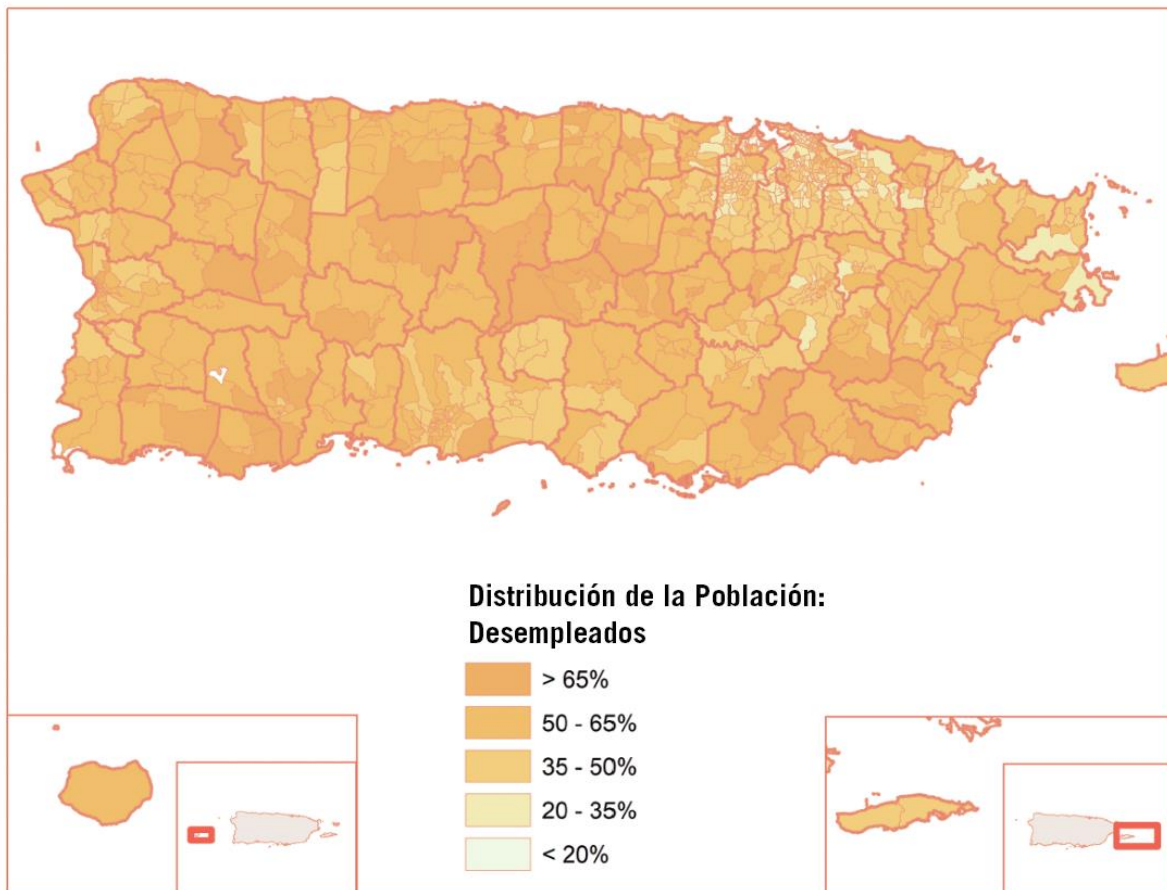 Distribución de la Población:
Desempleados
> 65%
50 - 65%
35 - 50%
20 - 35%
< 20%